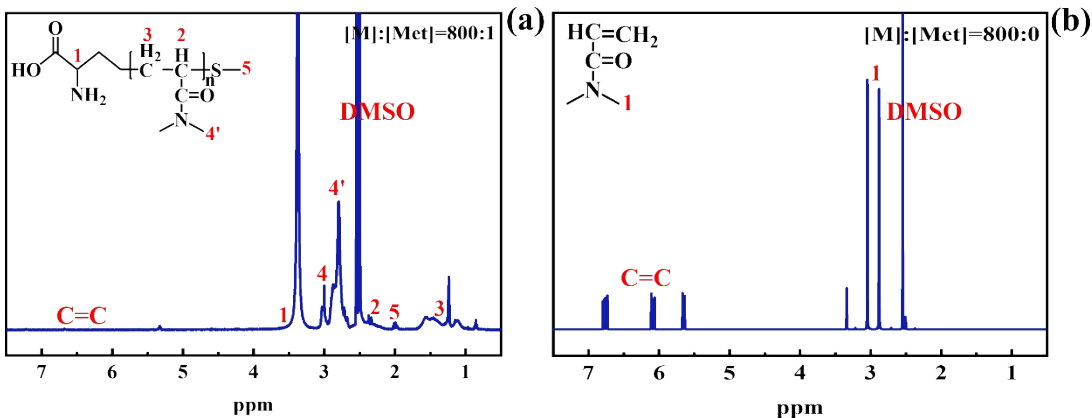 (a)
[M]:[Met]=800:1
O
HO
1
NH2
3
H2
C
2
H
C
n
S
5
C=O
N
4'
DMSO
4'
4
C=C
1
2
5
3
7 6 5 4 3 2 1
ppm
(b)
[M]:[Met]=800:0
HC=CH2
C=O
N
1
1
DMSO
C=C
7 6 5 4 3 2 1
ppm